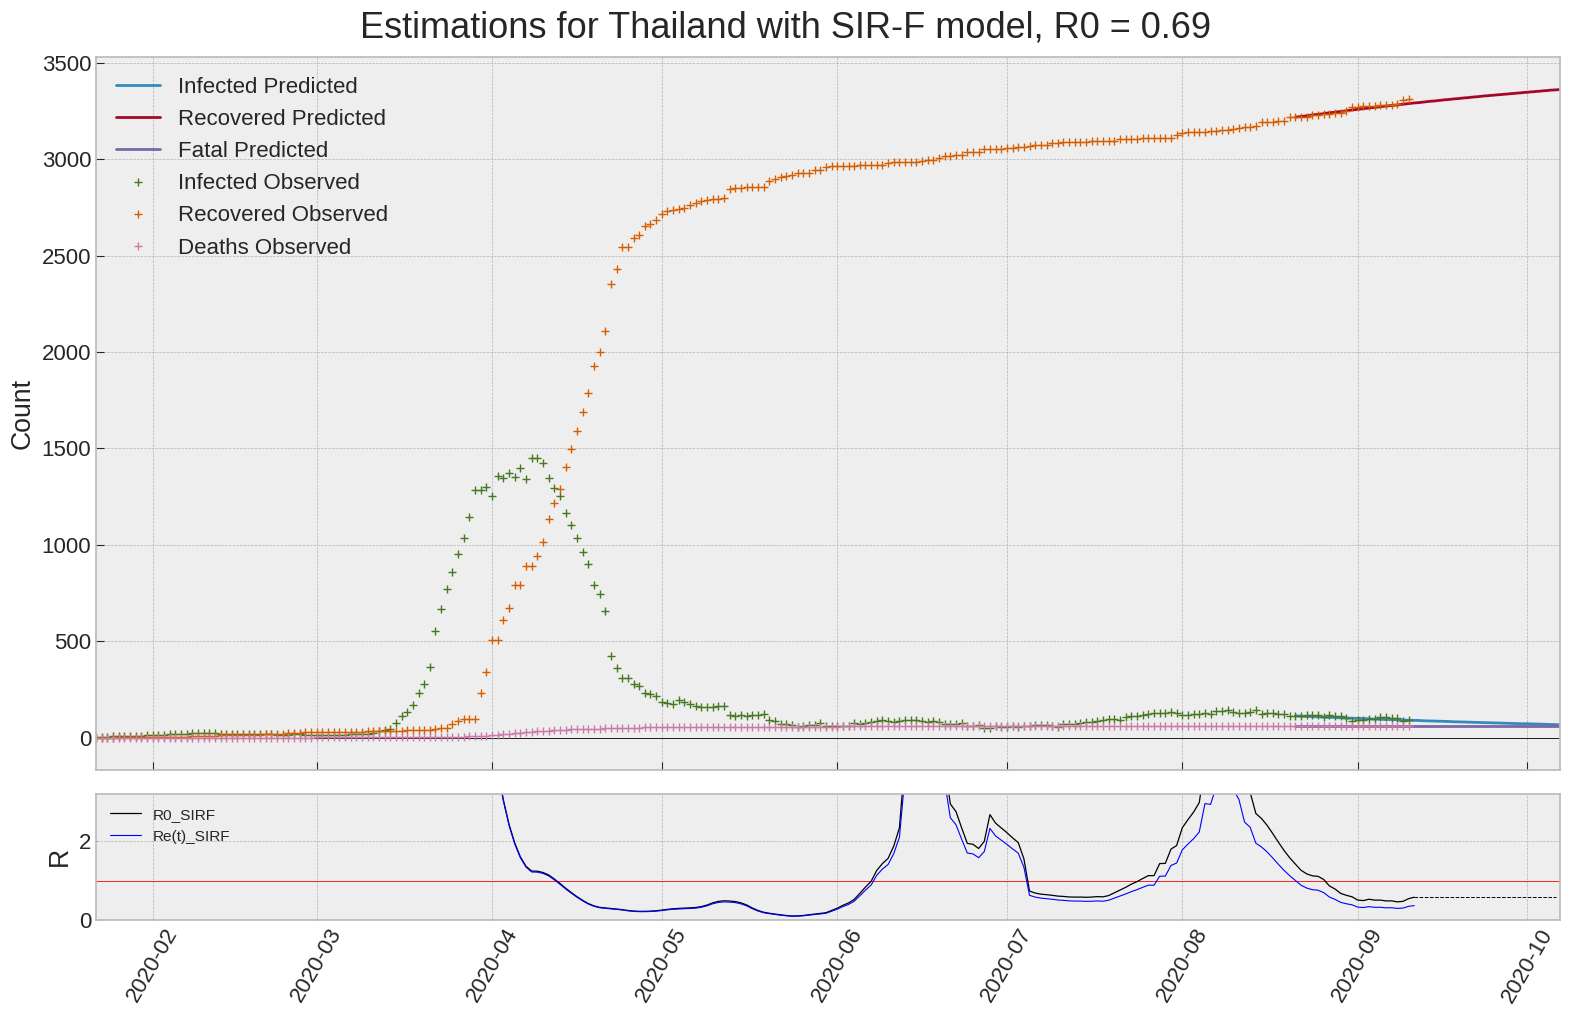 Estimations for Thailand with SIR-F model, R0 = 0.69
3500
3000
2500
2000
1500
1000
500
0
Count
Infected Predicted
Recovered Predicted
Fatal Predicted
Infected Observed
Recovered Observed
Deaths Observed
R0_SIRF
Re(t)_SIRF
2
0
R
2020-02
2020-03
2020-04
2020-05
2020-06
2020-07
2020-08
2020-09
2020-10